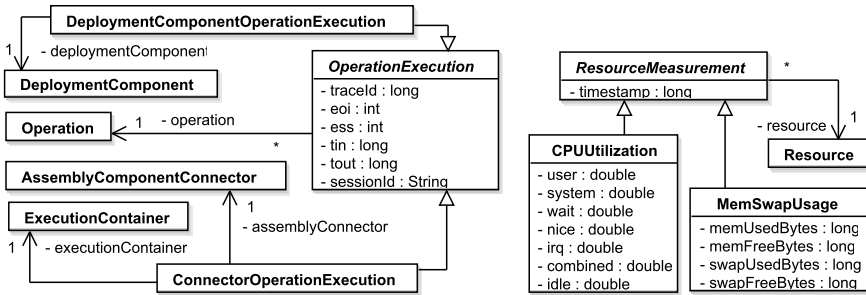 DeploymentComponentOperationExecution
1
- deploymentComponent
DeploymentComponent
OperationExecution
- traceId : long
- eoi : int
- ess : int
- tin : long
- tout : long
- sessionId : String
Operation
1
- operation
*
AssemblyComponentConnector
1
- assemblyConnector
ExecutionContainer
1
- executionContainer
ConnectorOperationExecution
ResourceMeasurement
- timestamp : long
*
1
- resource
Resource
CPUUtilization
- user : double
- system : double
- wait : double
- nice : double
- irq : double
- combined : double
- idle : double
MemSwapUsage
- memUsedBytes : long
- memFreeBytes : long
- swapUsedBytes : long
- swapFreeBytes : long